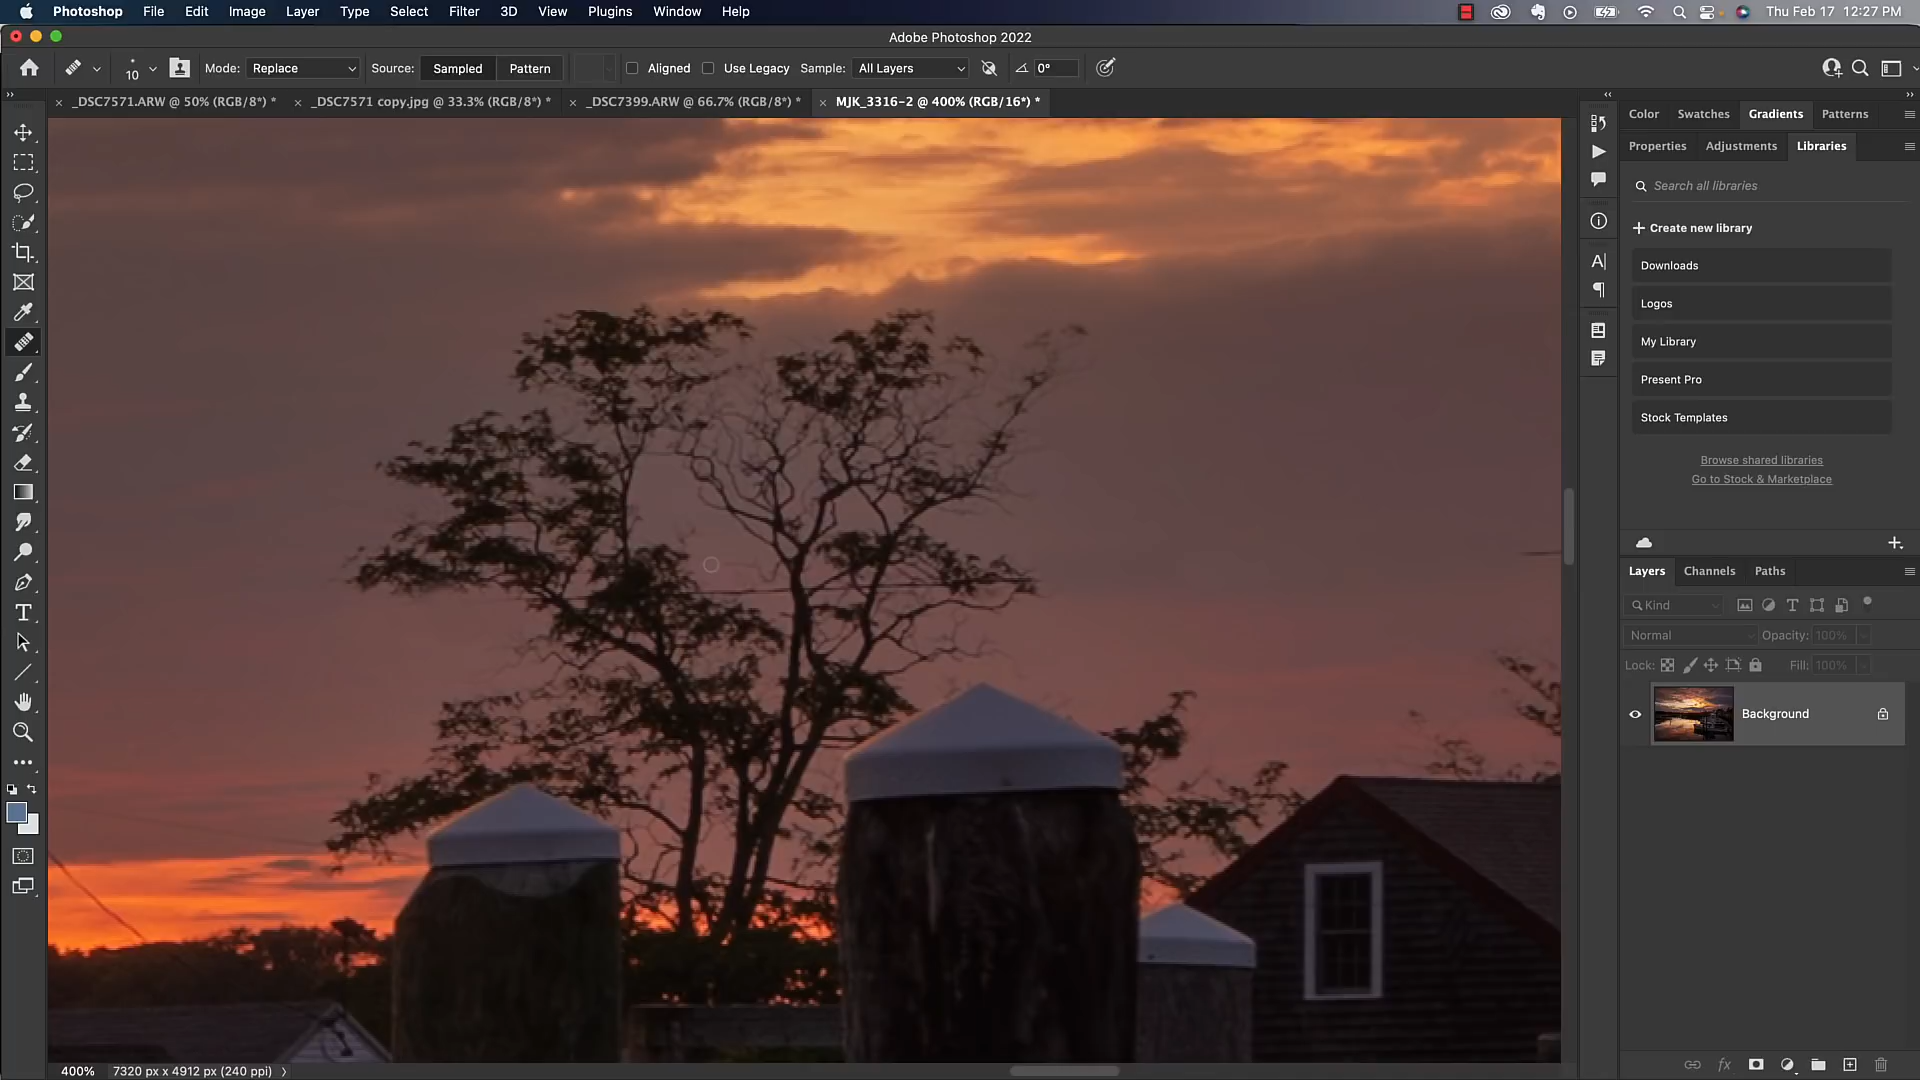 Photoshop File Edit Image Layer Type Select Filter 3D View Plugins Window Help Thu Feb 17 12:27 PM
Adobe Photoshop 2022
10 Mode: Replace Source: Sampled Pattern Aligned Use Legacy Sample: All Layers 0°
_DSC7571.ARW @ 50% (RGB/8*) * _DSC7571 copy.jpg @ 33.3% (RGB/8*) * _DSC7399.ARW @ 66.7% (RGB/8*) * MJK_3316-2 @ 400% (RGB/16*) *
Color Swatches Gradients Patterns
Properties Adjustments Libraries
Search all libraries
Create new library
Downloads
Logos
My Library
Present Pro
Stock Templates
Browse shared libraries
Go to Stock & Marketplace
Layers Channels Paths
Kind
Normal Opacity: 100%
Lock: Fill: 100%
Background
400% 7320 px x 4912 px (240 ppi)